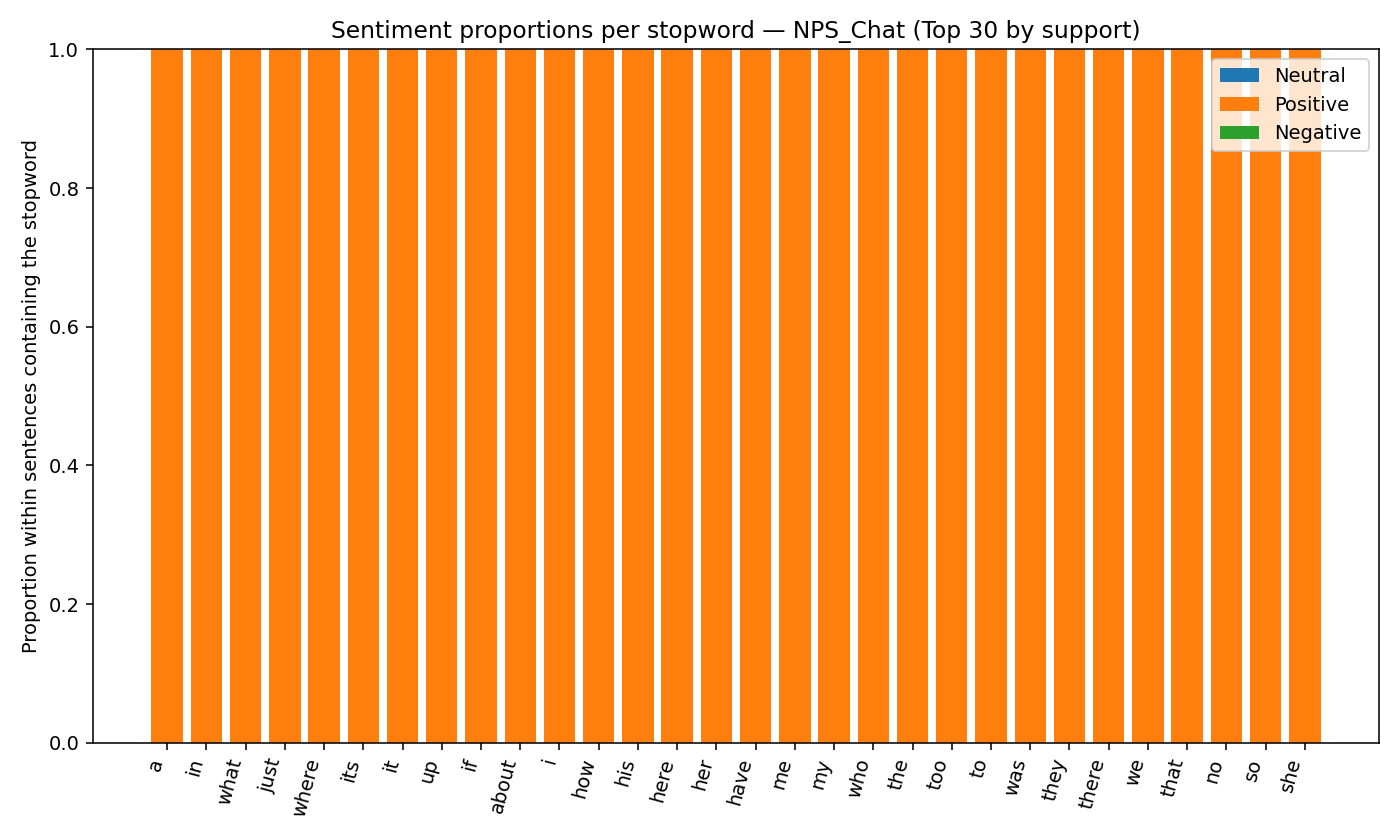 Sentiment proportions per stopword — NPS_Chat (Top 30 by support)
Proportion within sentences containing the stopword
1.0
0.8
0.6
0.4
0.2
0.0
Neutral
Positive
Negative
a in what just where its it up if about i how his here her have me my who the too to was they there we that no so she